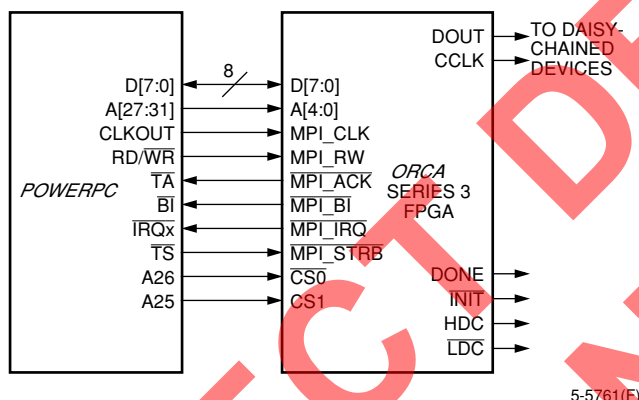 DOUT
TO DAISY-
CHAINED
DEVICES
CCLK
8
D[7:0]
D[7:0]
A[27:31]
A[4:0]
CLKOUT
MPI_CLK
RD/WR
MPI_RW
TA
MPI_ACK
BI
MPI_BI
IRQx
MPI_IRQ
TS
MPI_STRB
A26
CS0
A25
CS1
POWERPC
ORCA
SERIES 3
FPGA
DONE
INIT
HDC
LDC
5-5761(F)